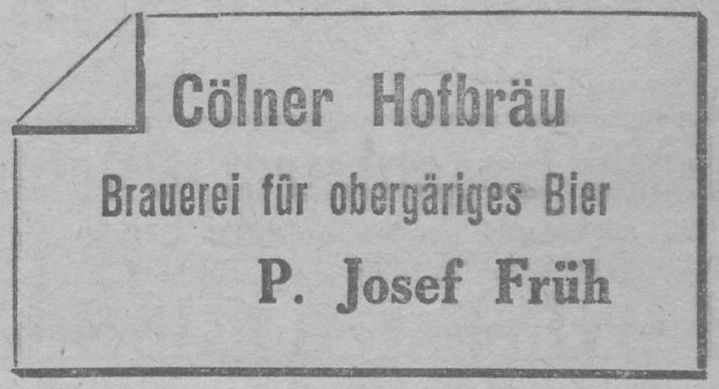 Cölner Hofbräu
Brauerei für obergäriges Bier
P. Josef Früh